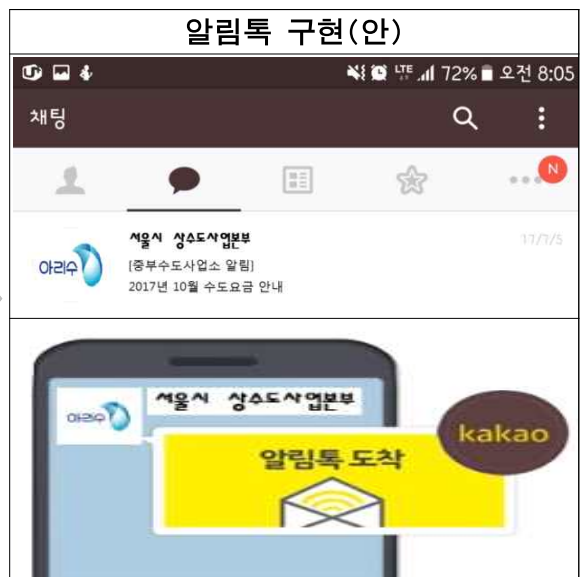 알림톡 구현(안)
LTE 72% 오전 8:05
채팅
N
서울시 상수도사업본부
17/7/5
아리수
[중부수도사업소 알림]
2017년 10월 수도요금 안내
아리수
서울시 상수도사업본부
kakao
알림톡 도착